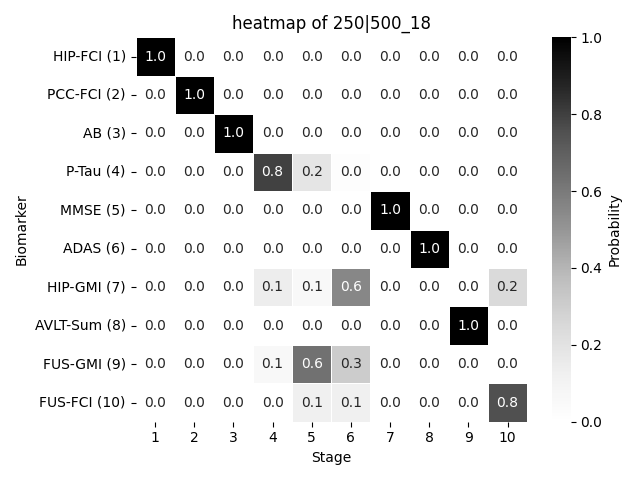 heatmap of 250|500_18
HIP-FCI (1) 1.0 0.0 0.0 0.0 0.0 0.0 0.0 0.0 0.0 0.0
PCC-FCI (2) 0.0 1.0 0.0 0.0 0.0 0.0 0.0 0.0 0.0 0.0
AB (3) 0.0 0.0 1.0 0.0 0.0 0.0 0.0 0.0 0.0 0.0
P-Tau (4) 0.0 0.0 0.0 0.8 0.2 0.0 0.0 0.0 0.0 0.0
MMSE (5) 0.0 0.0 0.0 0.0 0.0 0.0 1.0 0.0 0.0 0.0
ADAS (6) 0.0 0.0 0.0 0.0 0.0 0.0 0.0 1.0 0.0 0.0
HIP-GMI (7) 0.0 0.0 0.0 0.1 0.1 0.6 0.0 0.0 0.0 0.2
AVLT-Sum (8) 0.0 0.0 0.0 0.0 0.0 0.0 0.0 0.0 1.0 0.0
FUS-GMI (9) 0.0 0.0 0.0 0.1 0.6 0.3 0.0 0.0 0.0 0.0
FUS-FCI (10) 0.0 0.0 0.0 0.0 0.1 0.1 0.0 0.0 0.0 0.8
1 2 3 4 5 6 7 8 9 10
Stage
Biomarker
1.0
0.8
0.6
0.4
0.2
0.0
Probability